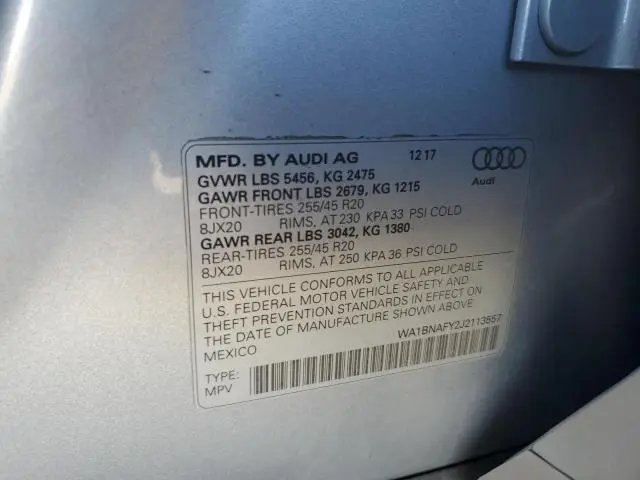 MFD. BY AUDI AG 12 17
GVWR LBS 5456, KG 2475
GAWR FRONT LBS 2679, KG 1215
FRONT-TIRES 255/45 R20
8JX20 RIMS, AT 230 KPA 33 PSI COLD
GAWR REAR LBS 3042, KG 1380
REAR-TIRES 255/45 R20
8JX20 RIMS, AT 250 KPA 36 PSI COLD
Audi
THIS VEHICLE CONFORMS TO ALL APPLICABLE
U.S. FEDERAL MOTOR VEHICLE SAFETY AND
THEFT PREVENTION STANDARDS IN EFFECT ON
THE DATE OF MANUFACTURE SHOWN ABOVE
MEXICO WA1BNAFY2J2113557
TYPE:
MPV